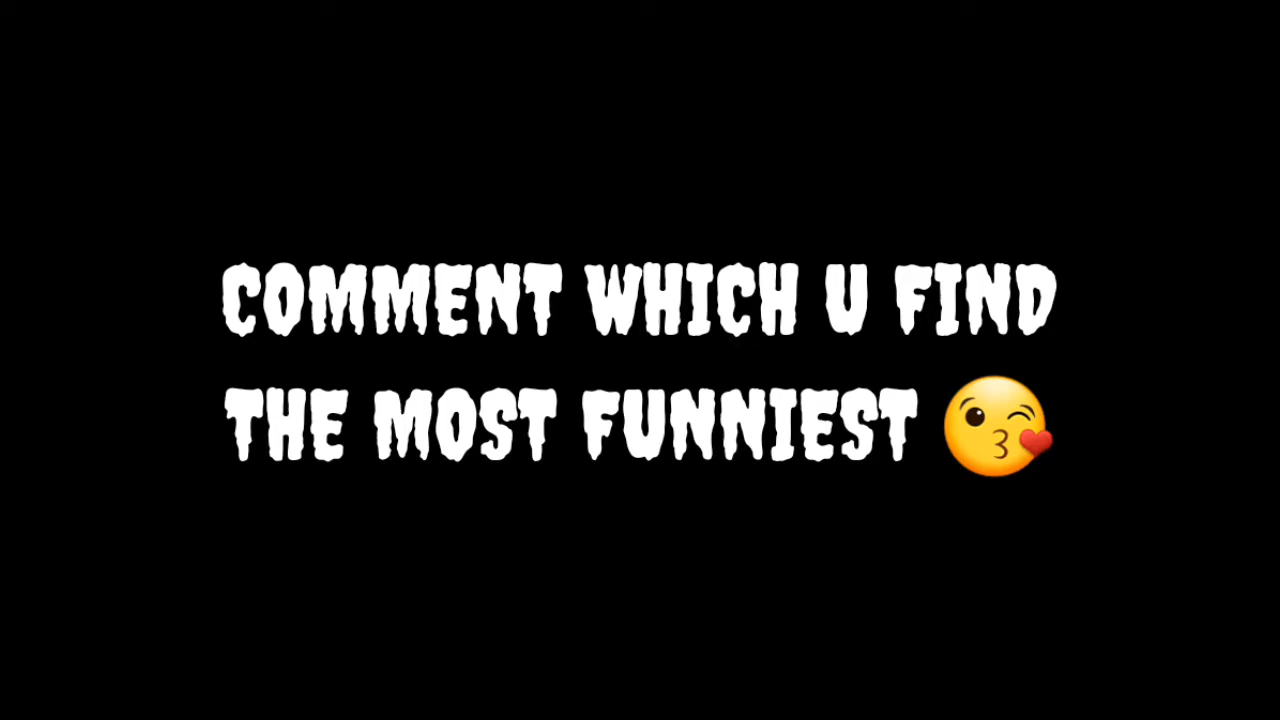 COMMENT WHICH U FIND
THE MOST FUNNIEST 😘